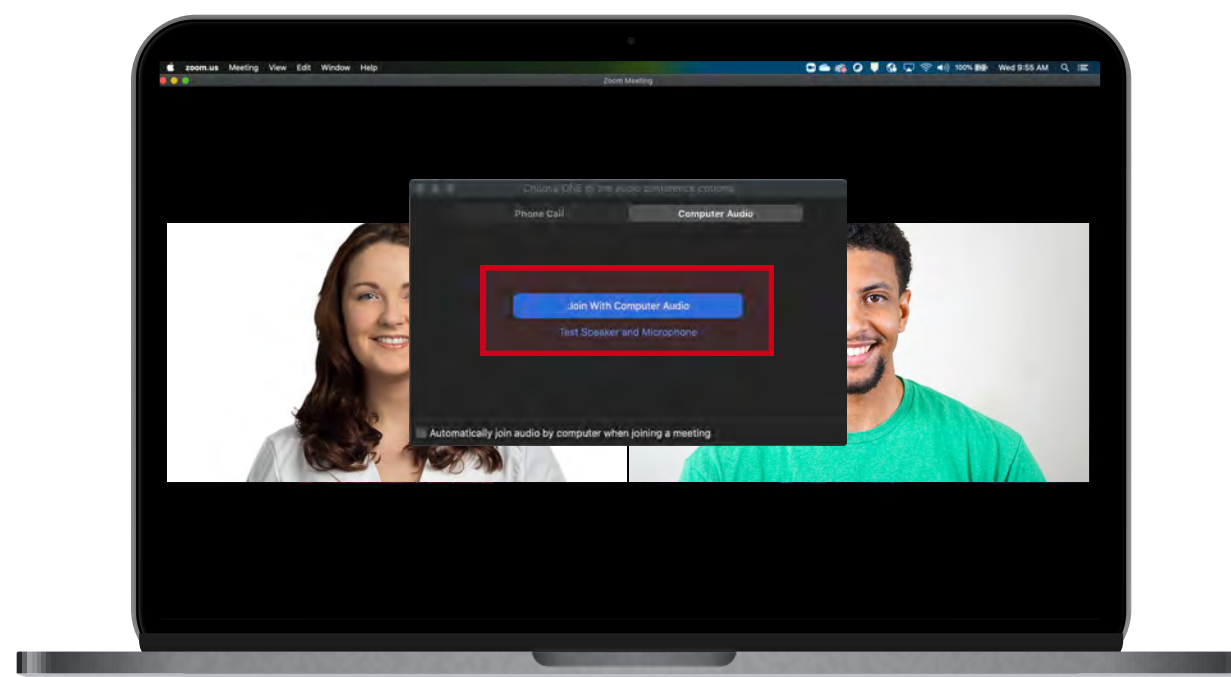 zoom.us Meeting View Edit Window Help 100% Wed 9:55 AM
Zoom Meeting
Choose ONE of the audio conference options
Phone Call Computer Audio
Join With Computer Audio
Test Speaker and Microphone
Automatically join audio by computer when joining a meeting